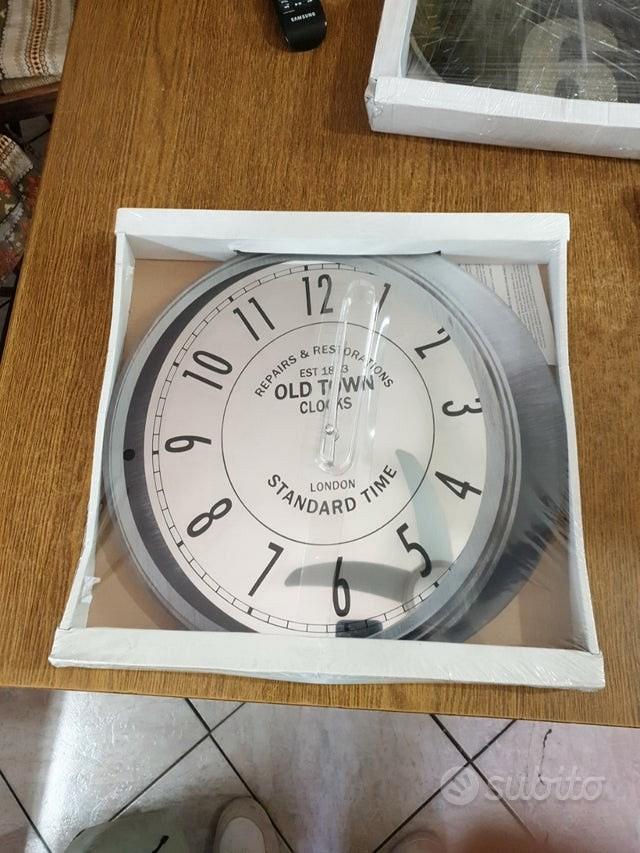 SAMSUNG
12
1
2
3
4
5
6
7
8
9
10
11
REPAIRS & RESTORATIONS
OLD TOWN
CLOCKS
LONDON
STANDARD TIME
subito